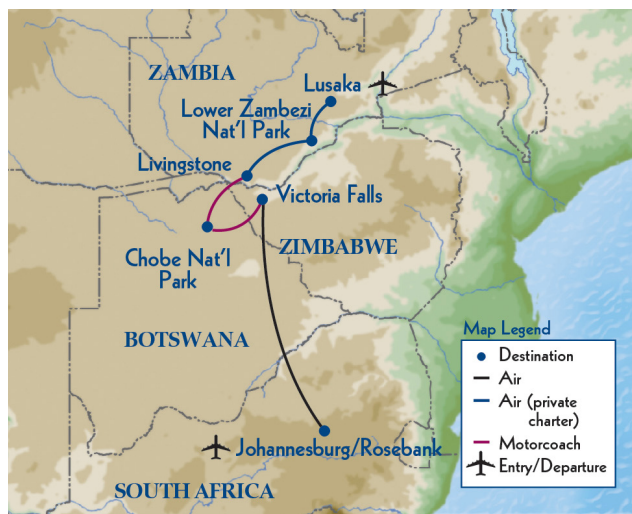 ZAMBIA
Lusaka
Lower Zambezi
Nat'l Park
Livingstone
Victoria Falls
ZIMBABWE
Chobe Nat'l
Park
BOTSWANA
Johannesburg/Rosebank
SOUTH AFRICA
Map Legend
Destination
Air
Air (private
charter)
Motorcoach
Entry/Departure